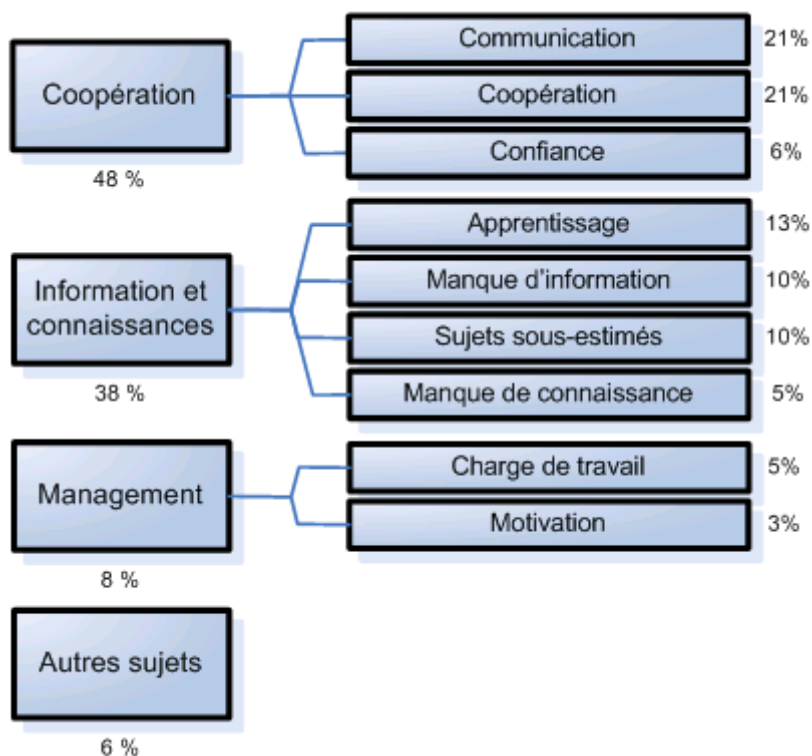 Coopération
48 %
Communication 21%
Coopération 21%
Confiance 6%
Information et
connaissances
38 %
Apprentissage 13%
Manque d'information 10%
Sujets sous-estimés 10%
Manque de connaissance 5%
Management
8 %
Charge de travail 5%
Motivation 3%
Autres sujets
6 %